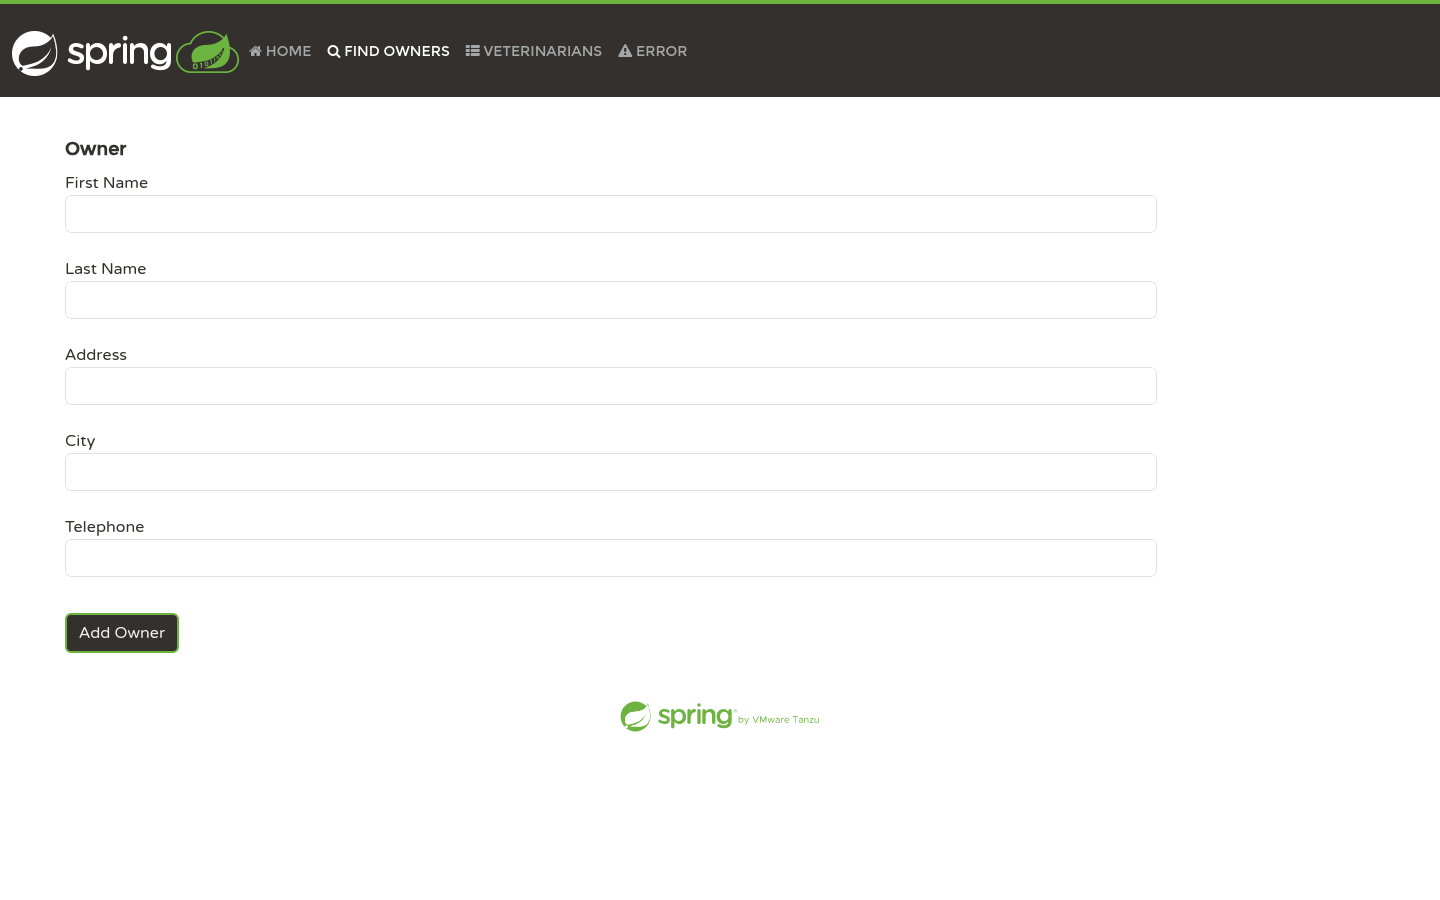 spring
HOME
FIND OWNERS
VETERINARIANS
ERROR
Owner
First Name
Last Name
Address
City
Telephone
Add Owner
spring by VMware Tanzu